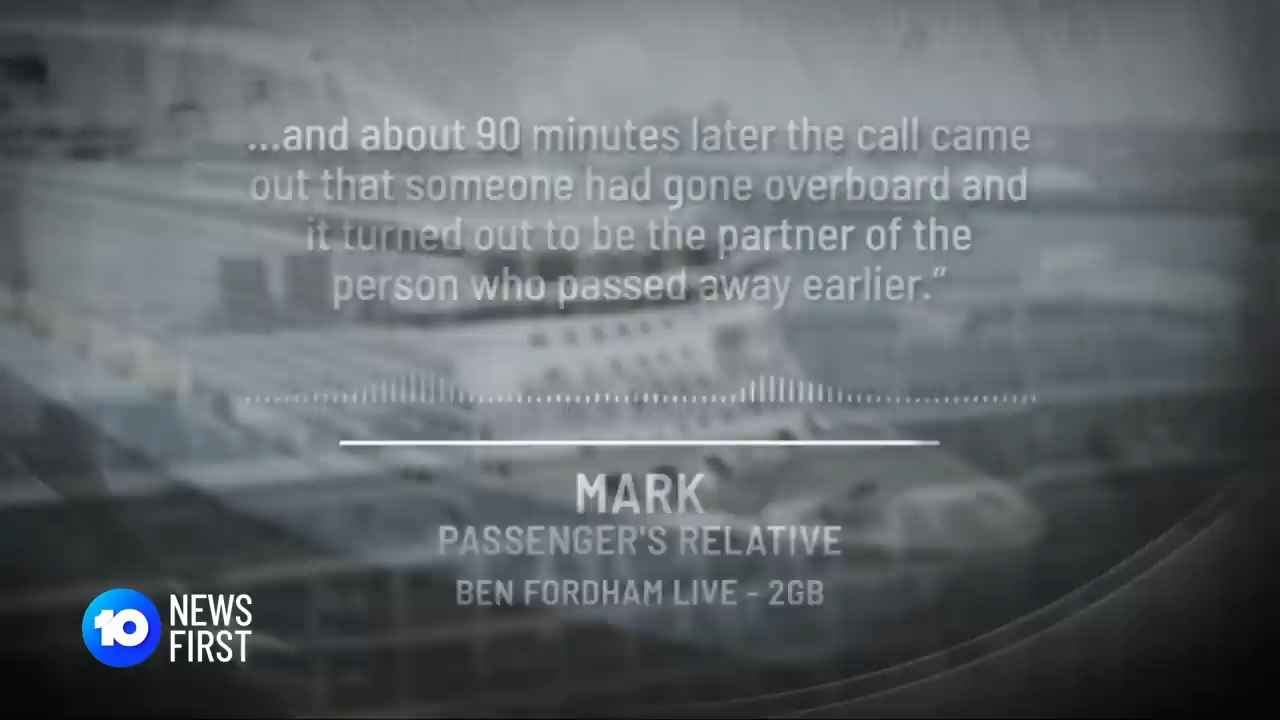 ...and about 90 minutes later the call came
out that someone had gone overboard and
it turned out to be the partner of the
person who passed away earlier.”
MARK
PASSENGER'S RELATIVE
BEN FORDHAM LIVE - 2GB
10 NEWS
FIRST